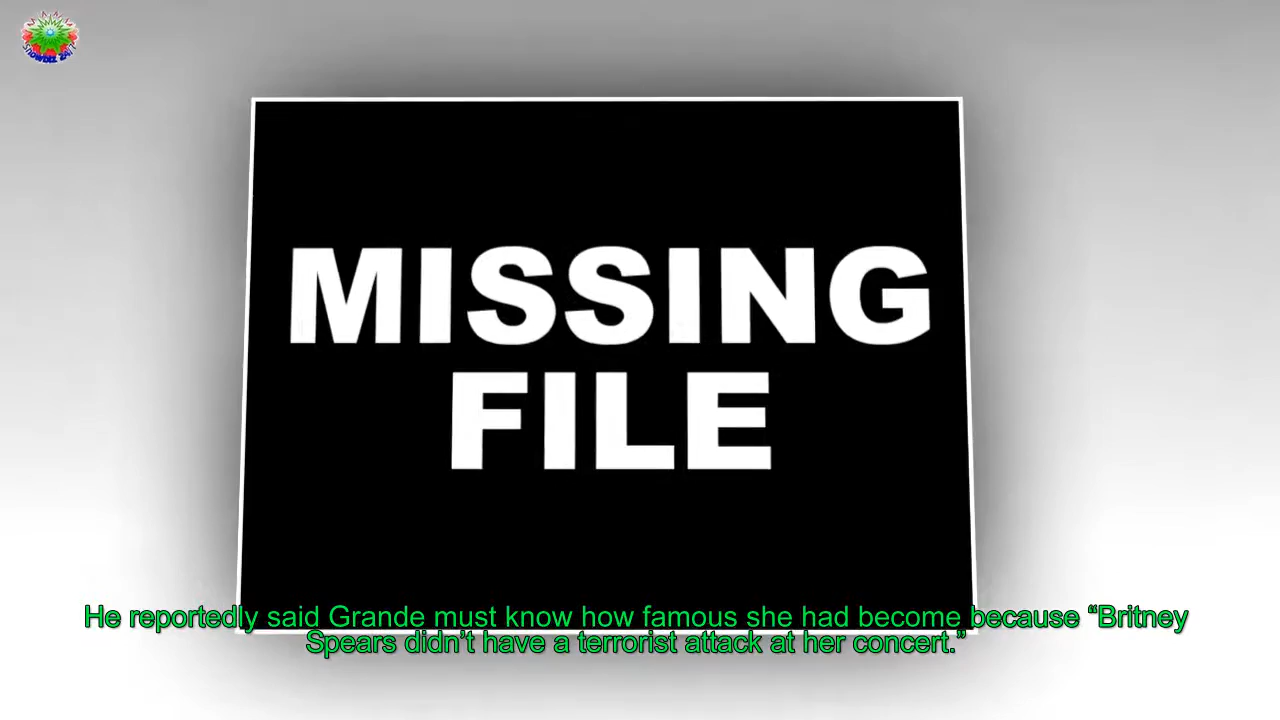 MISSING
FILE
He reportedly said Grande must know how famous she had become because “Britney
Spears didn’t have a terrorist attack at her concert.”